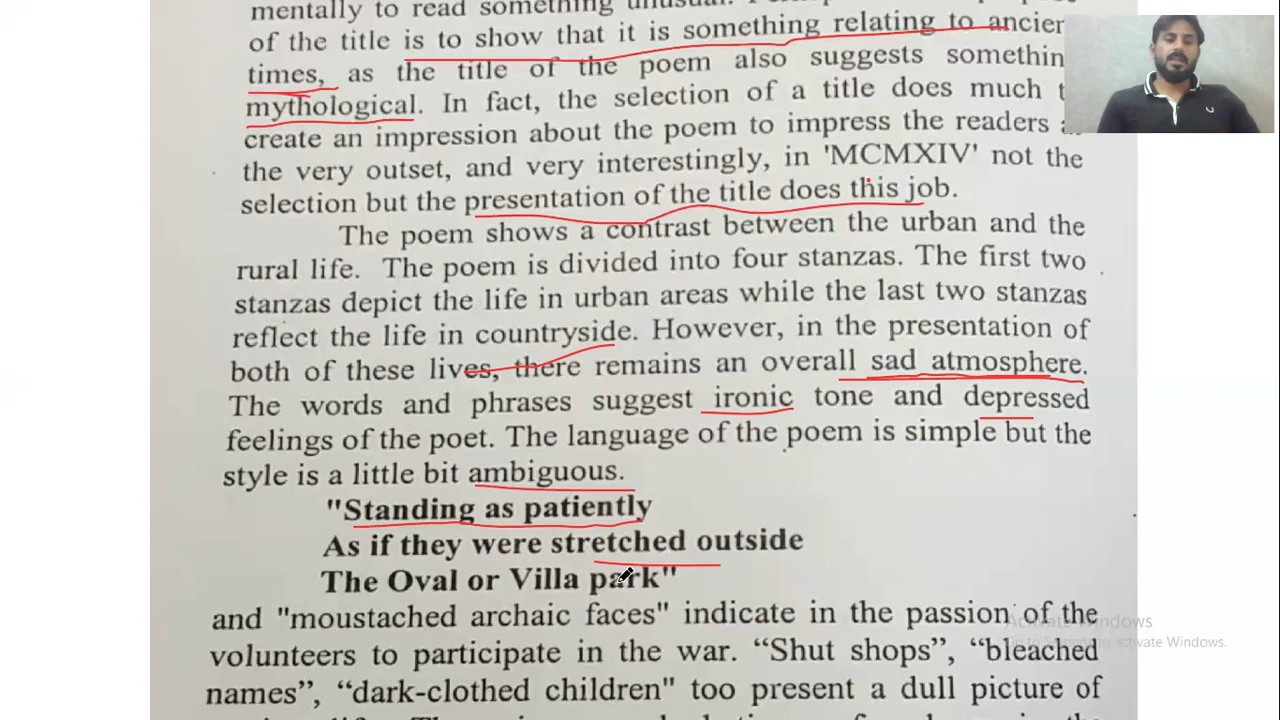 mentally to read something unusual.
of the title is to show that it is something relating to ancien
times, as the title of the poem also suggests somethin
mythological. In fact, the selection of a title does much t
create an impression about the poem to impress the readers
the very outset, and very interestingly, in 'MCMXIV' not the
selection but the presentation of the title does this job.
The poem shows a contrast between the urban and the
rural life. The poem is divided into four stanzas. The first two
stanzas depict the life in urban areas while the last two stanzas
reflect the life in countryside. However, in the presentation of
both of these lives, there remains an overall sad atmosphere.
The words and phrases suggest ironic tone and depressed
feelings of the poet. The language of the poem is simple but the
style is a little bit ambiguous.
"Standing as patiently
As if they were stretched outside
The Oval or Villa park"
and "moustached archaic faces" indicate in the passion of the
volunteers to participate in the war. “Shut shops”, “bleached
names”, “dark-clothed children" too present a dull picture of
Activate Windows
Go to Settings to activate Windows.